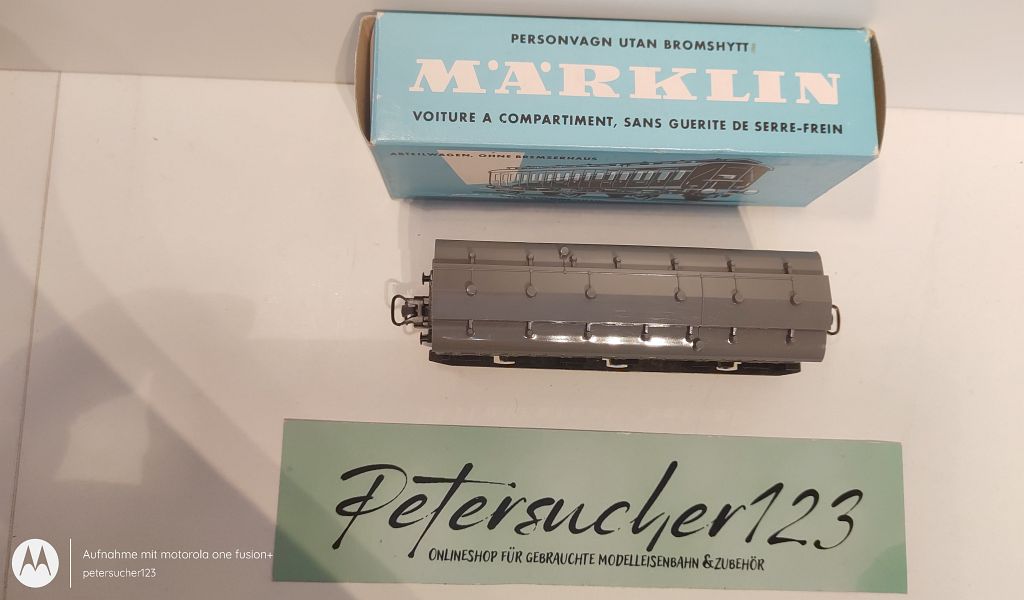 PERSONVAGN UTAN BROMSHYTT
MÄRKLIN
VOITURE A COMPARTIMENT, SANS GUERITE DE SERRE-FREIN
ABTEILWAGEN, OHNE BREMSERHAUS
Petersucher123
ONLINESHOP FÜR GEBRAUCHTE MODELLEISENBAHN & ZUBEHÖR
Aufnahme mit motorola one fusion+
petersucher123